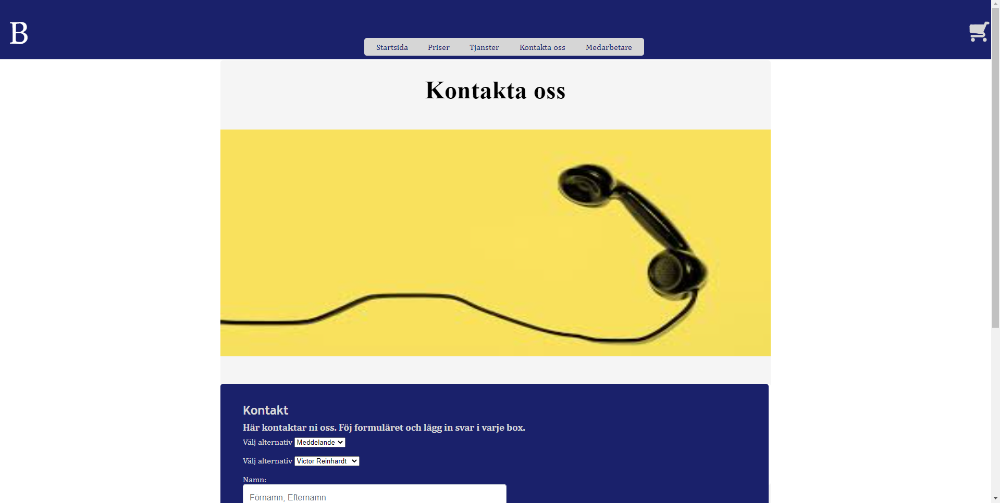 B
Startsida Priser Tjänster Kontakta oss Medarbetare
Kontakta oss
Kontakt
Här kontaktar ni oss. Föj formuläret och lägg in svar i varje box.
Välj alternativ Meddelande
Välj alternativ Victor Reinhardt
Namn:
Förnamn, Efternamn